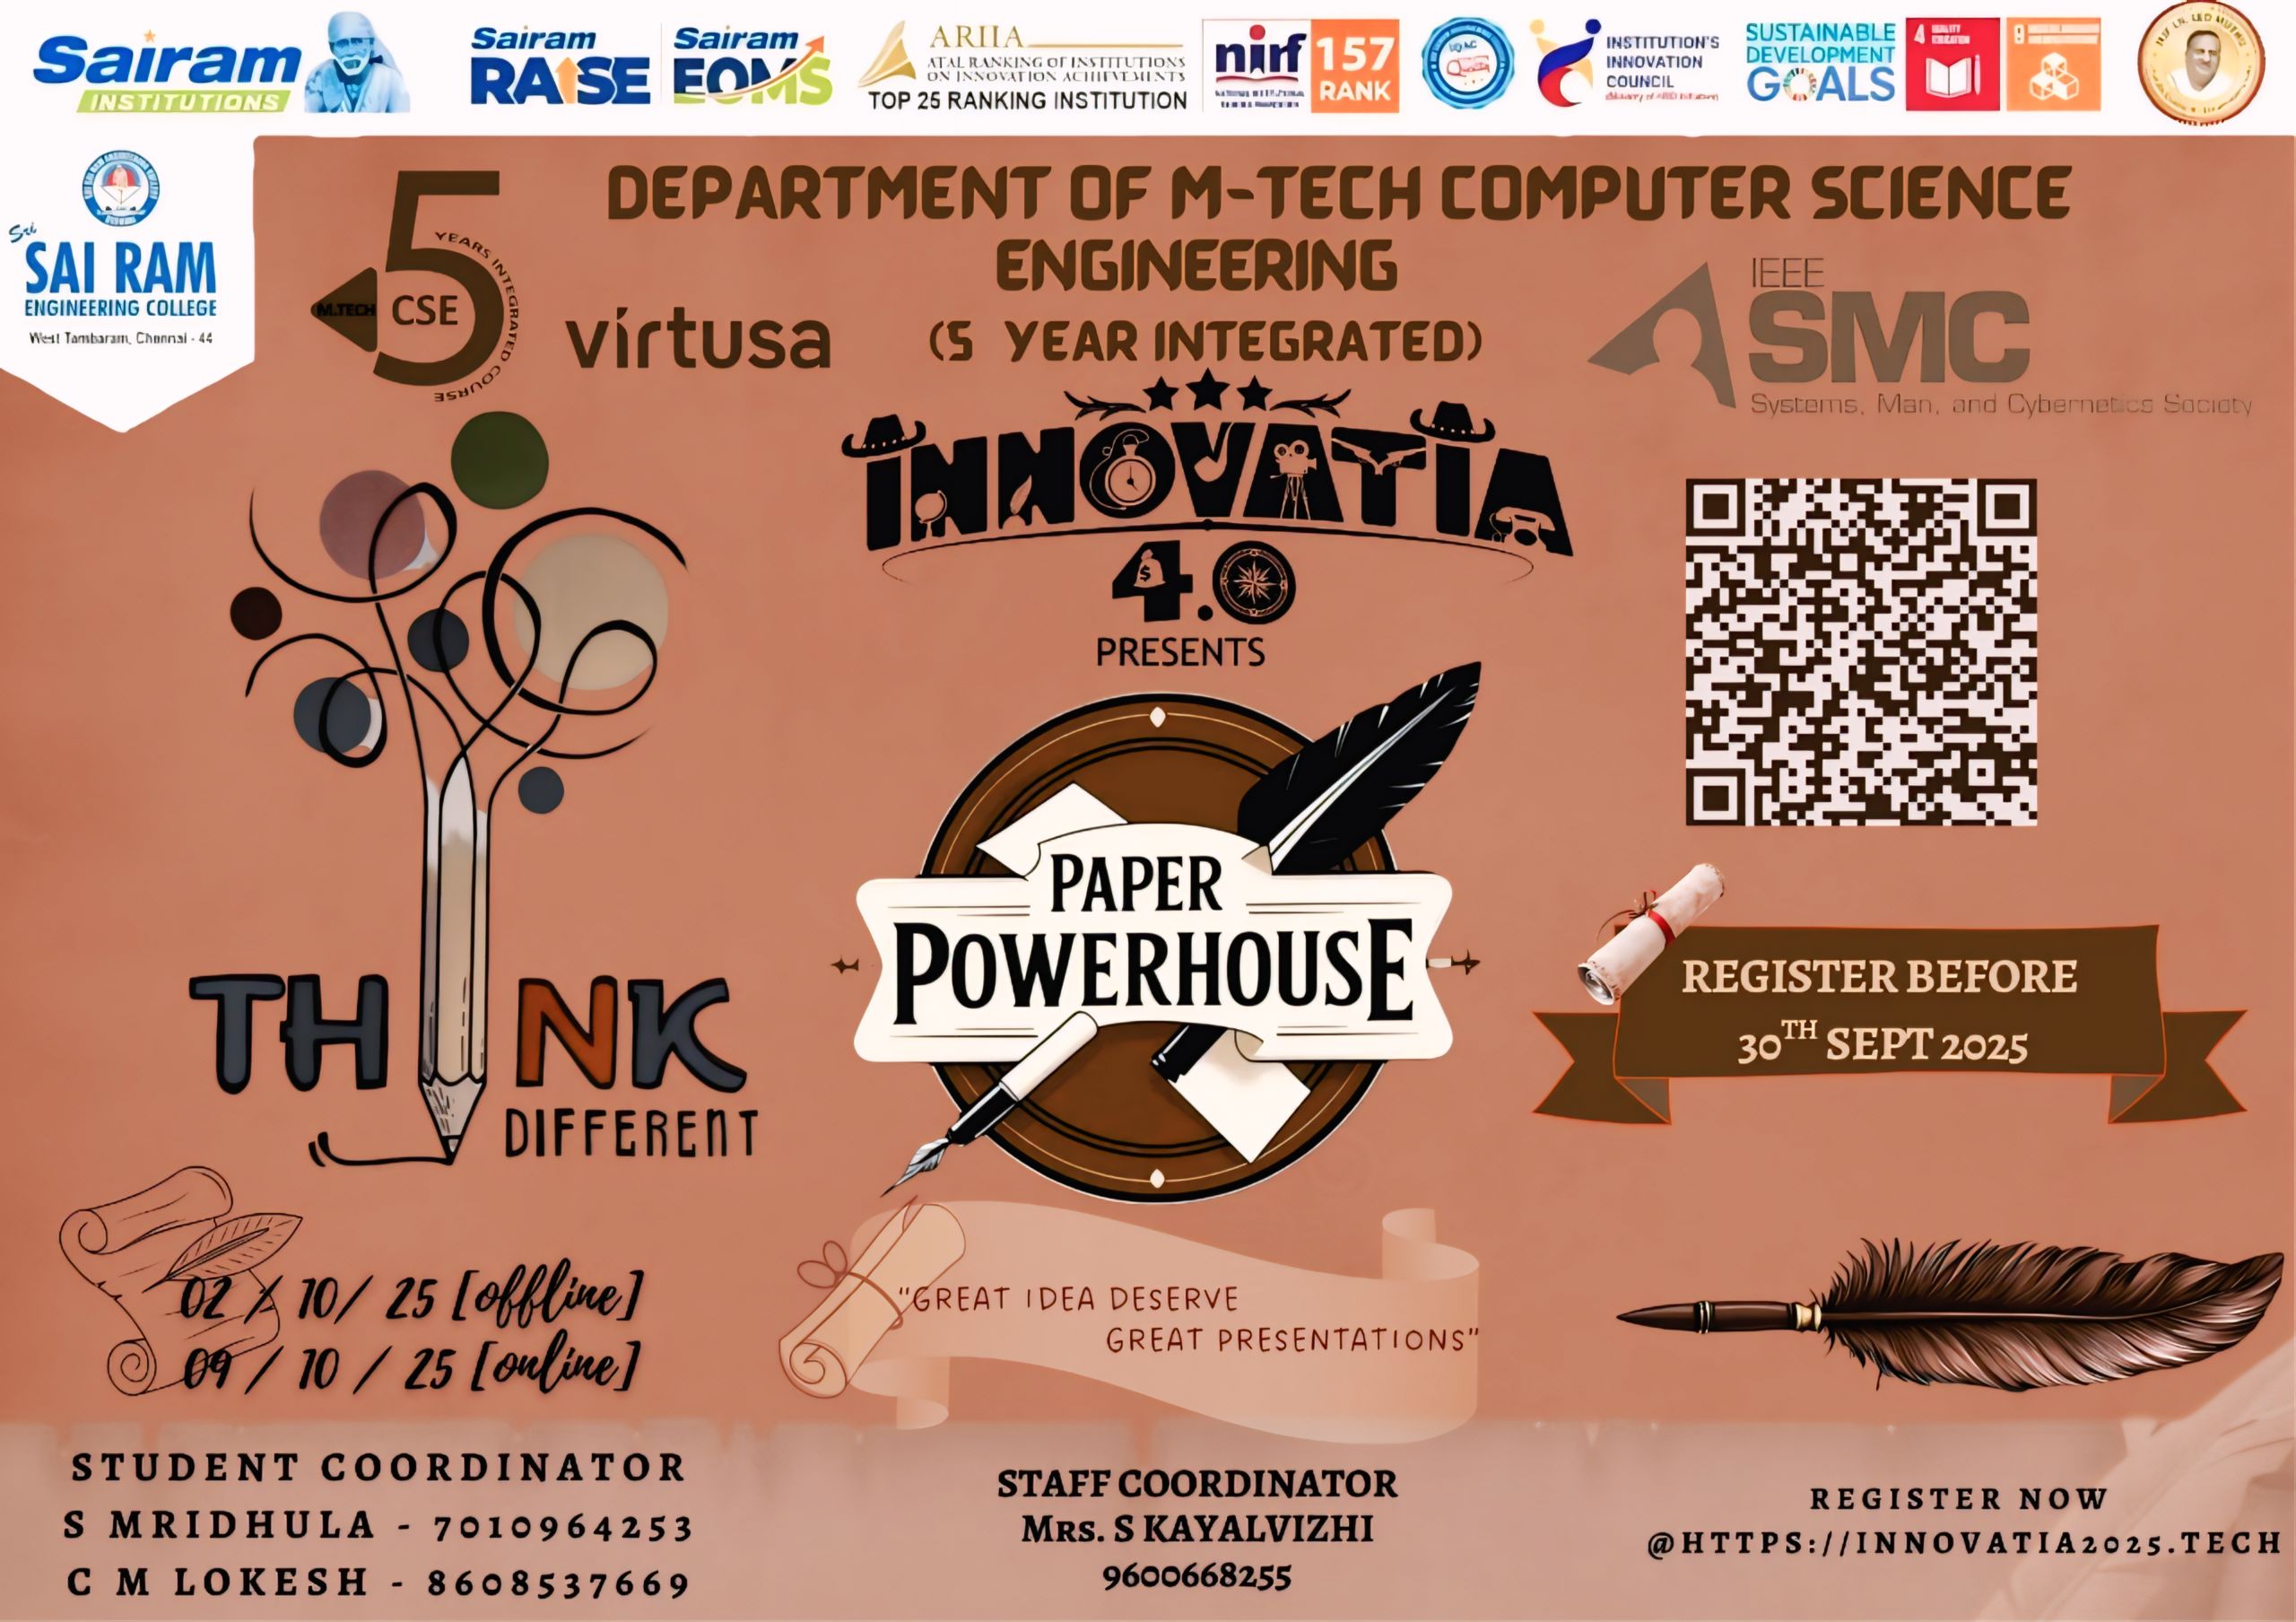 Sairam
INSTITUTIONS
Sairam
RAISE
Sairam
EOMS
ARIIA
ATAL RANKING OF INSTITUTIONS
ON INNOVATION ACHIEVEMENTS
TOP 25 RANKING INSTITUTION
nirf
157
RANK
INSTITUTION'S
INNOVATION
COUNCIL
SUSTAINABLE
DEVELOPMENT
GOALS
4 QUALITY
EDUCATION
9
Sri
SAI RAM
ENGINEERING COLLEGE
West Tambaram, Chennai - 44
5
YEARS INTEGRATED COURSE
M.TECH
CSE
virtusa
DEPARTMENT OF M-TECH COMPUTER SCIENCE
ENGINEERING
(5 YEAR INTEGRATED)
IEEE
SMC
Systems, Man, and Cybernetics Society
INNOVATIA
4.0
PRESENTS
PAPER
POWERHOUSE
THINK
DIFFERENT
REGISTER BEFORE
30TH SEPT 2025
02 / 10 / 25 [offline]
09 / 10 / 25 [online]
"GREAT IDEA DESERVE
GREAT PRESENTATIONS"
STUDENT COORDINATOR
S MRIDHULA - 7010964253
C M LOKESH - 8608537669
STAFF COORDINATOR
MRS. S KAYALVIZHI
9600668255
REGISTER NOW
@HTTPS://INNOVATIA2025.TECH